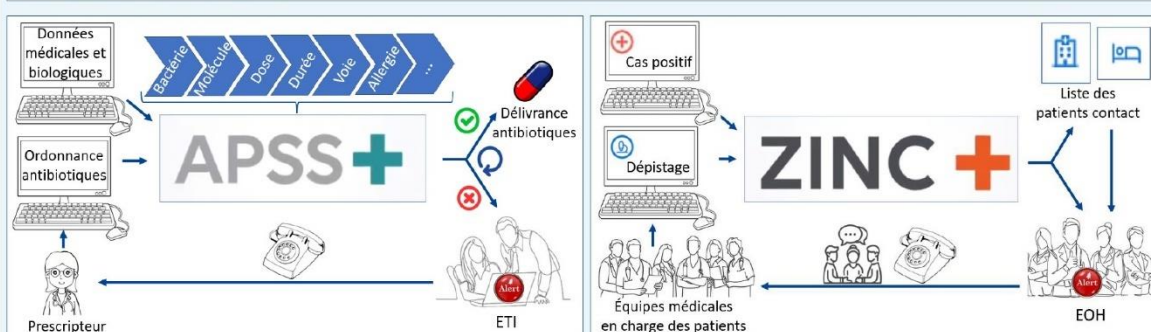 Données
médicales et
biologiques
Bactérie
Molécule
Dose
Durée
Voie
Allergie
...
Ordonnance
antibiotiques
APSS+
Délivrance
antibiotiques
Alert
Prescripteur
ETI
Cas positif
Dépistage
ZINC+
Liste des
patients contact
Alert
Équipes médicales
en charge des patients
EOH